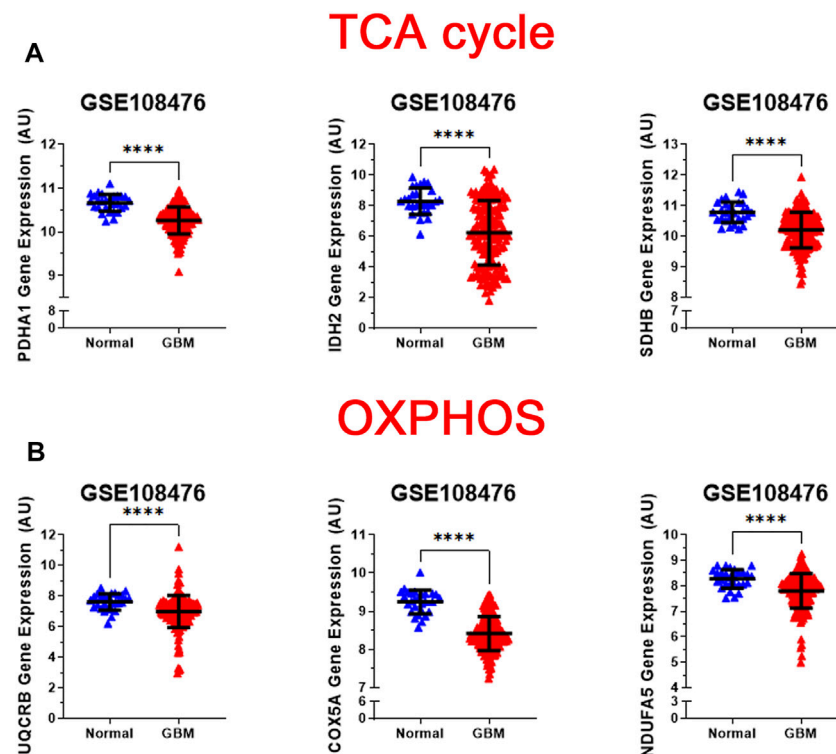 TCA cycle
A
GSE108476
GSE108476
GSE108476
PDHA1 Gene Expression (AU)
12
11
10
9
8
0
****
Normal
GBM
IDH2 Gene Expression (AU)
12
10
8
6
4
2
0
****
Normal
GBM
SDHB Gene Expression (AU)
13
12
11
10
9
8
7
0
****
Normal
GBM
OXPHOS
B
GSE108476
GSE108476
GSE108476
UQCRB Gene Expression (AU)
12
10
8
6
4
2
0
****
Normal
GBM
COX5A Gene Expression (AU)
11
10
9
8
7
6
0
****
Normal
GBM
NDUFA5 Gene Expression (AU)
10
9
8
7
6
5
4
3
0
****
Normal
GBM